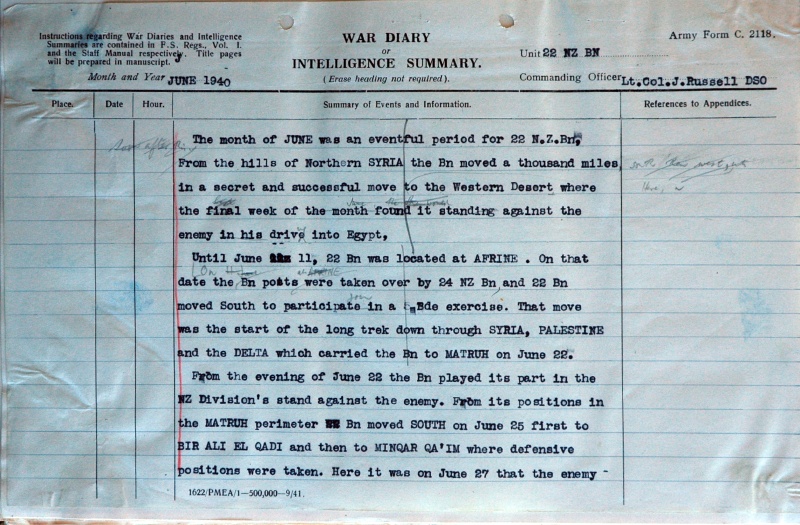 Instructions regarding War Diaries and Intelligence
Summaries are contained in F.S. Regs., Vol. I.
and the Staff Manual respectively. Title pages
will be prepared in manuscript.
WAR DIARY
or
INTELLIGENCE SUMMARY.
(Erase heading not required).
Army Form C. 2118.
Unit 22 NZ BN
Month and Year JUNE 1940
Commanding Officer Lt.Col.J.Russell DSO
Place. Date Hour. Summary of Events and Information. References to Appendices.
The month of JUNE was an eventful period for 22 N.Z.Bn,
From the hills of Northern SYRIA the Bn moved a thousand miles
in a secret and successful move to the Western Desert where
the final week of the month found it standing against the
enemy in his drive into Egypt,
Until June 11, 22 Bn was located at AFRINE . On that
date the Bn posts were taken over by 24 NZ Bn and 22 Bn
moved South to participate in a Bde exercise. That move
was the start of the long trek down through SYRIA, PALESTINE
and the DELTA which carried the Bn to MATRUH on June 22.
From the evening of June 22 the Bn played its part in the
NZ Division's stand against the enemy. From its positions in
the MATRUH perimeter Bn moved SOUTH on June 25 first to
BIR ALI EL QADI and then to MINQAR QA'IM where defensive
positions were taken. Here it was on June 27 that the enemy -
1622/PMEA/1—500,000—9/41.